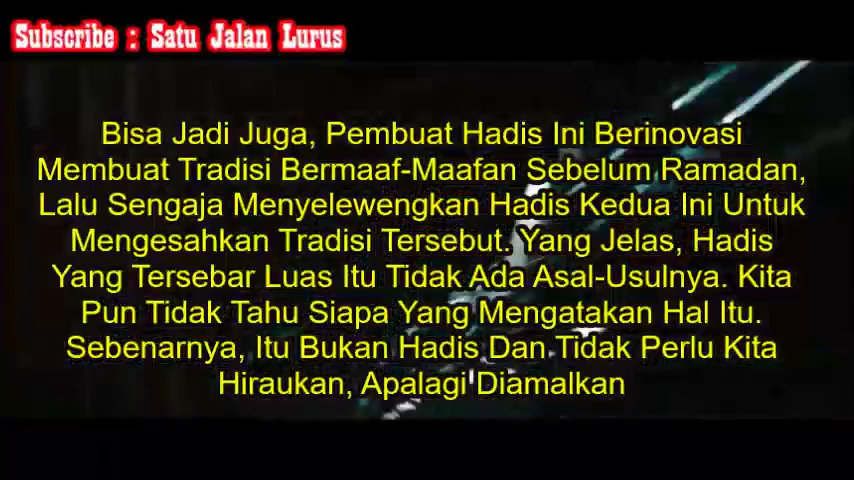 Subscribe : Satu Jalan Lurus
Bisa Jadi Juga, Pembuat Hadis Ini Berinovasi
Membuat Tradisi Bermaaf-Maafan Sebelum Ramadan,
Lalu Sengaja Menyelewengkan Hadis Kedua Ini Untuk
Mengesahkan Tradisi Tersebut. Yang Jelas, Hadis
Yang Tersebar Luas Itu Tidak Ada Asal-Usulnya. Kita
Pun Tidak Tahu Siapa Yang Mengatakan Hal Itu.
Sebenarnya, Itu Bukan Hadis Dan Tidak Perlu Kita
Hiraukan, Apalagi Diamalkan